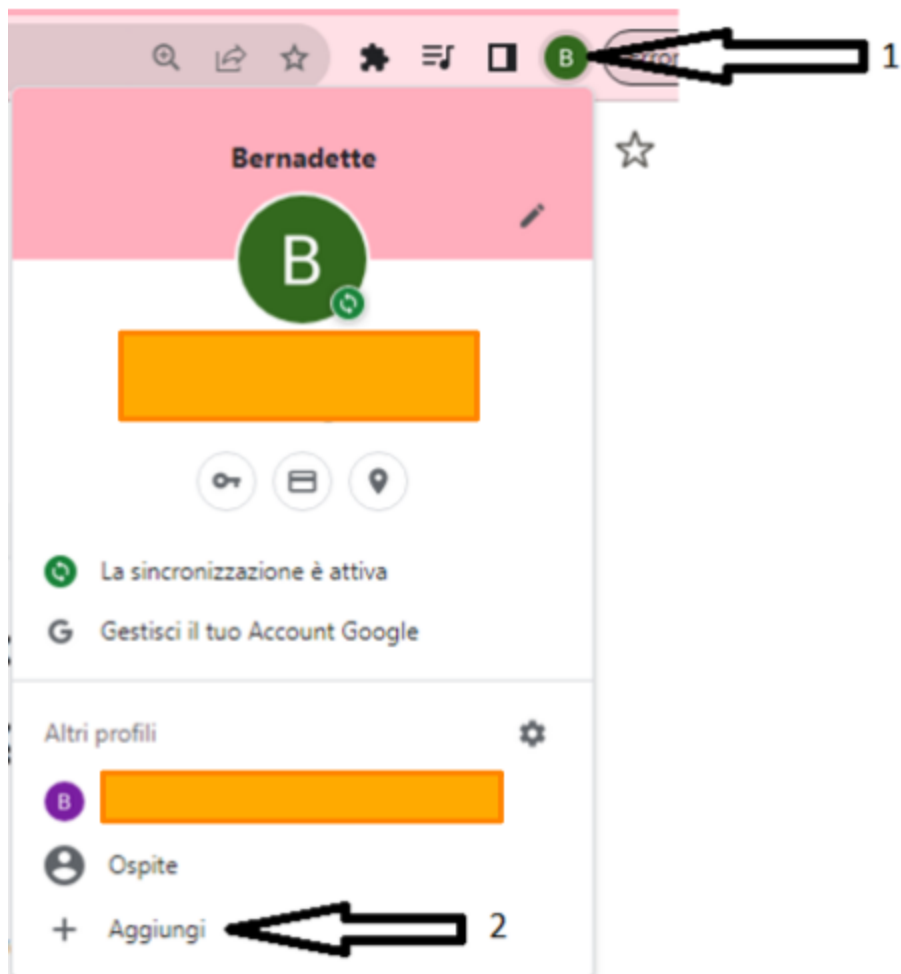 B
1
Bernadette
B
La sincronizzazione è attiva
G Gestisci il tuo Account Google
Altri profili
B
Ospite
+ Aggiungi
2